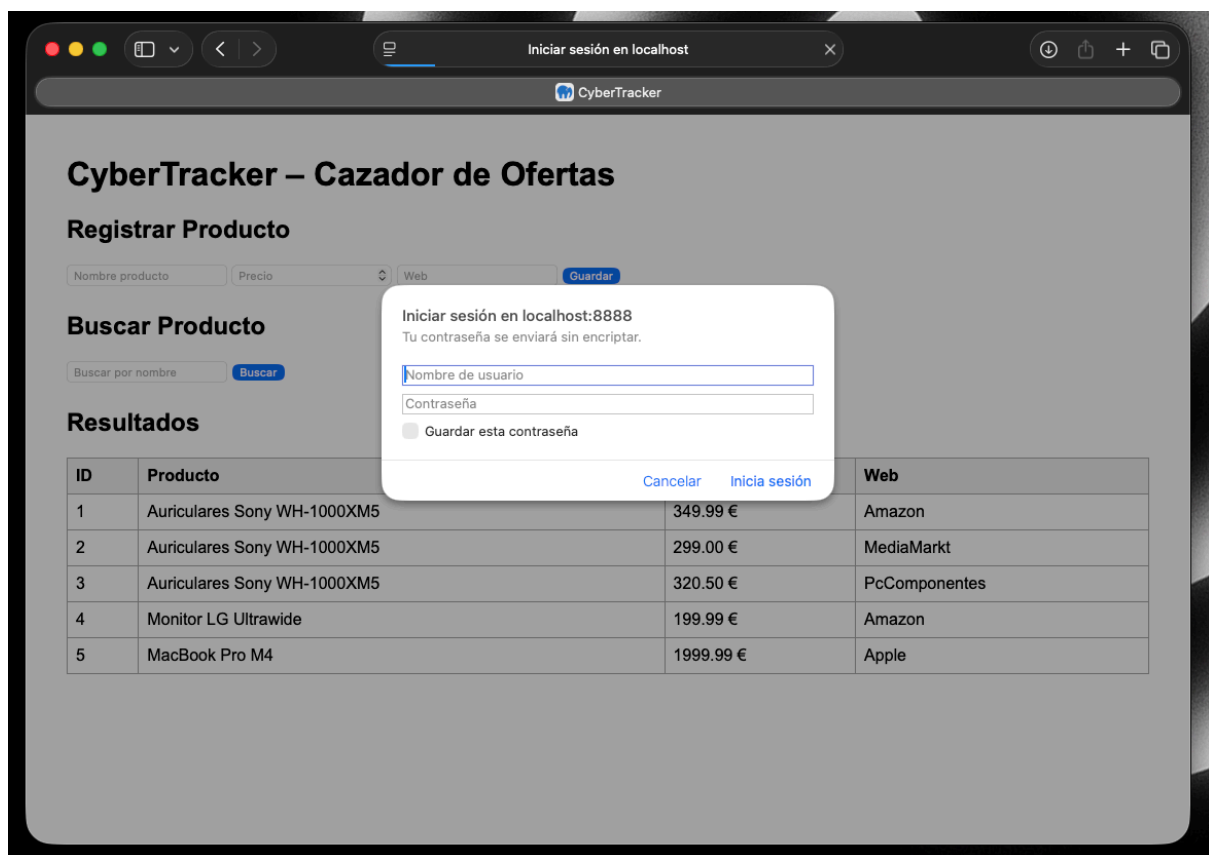 Iniciar sesión en localhost
CyberTracker
CyberTracker – Cazador de Ofertas
Registrar Producto
Nombre producto Precio Web Guardar
Buscar Producto
Buscar por nombre Buscar
Resultados
Iniciar sesión en localhost:8888
Tu contraseña se enviará sin encriptar.
Nombre de usuario
Contraseña
Guardar esta contraseña
Cancelar Inicia sesión
ID Producto Web
1 Auriculares Sony WH-1000XM5 349.99 € Amazon
2 Auriculares Sony WH-1000XM5 299.00 € MediaMarkt
3 Auriculares Sony WH-1000XM5 320.50 € PcComponentes
4 Monitor LG Ultrawide 199.99 € Amazon
5 MacBook Pro M4 1999.99 € Apple